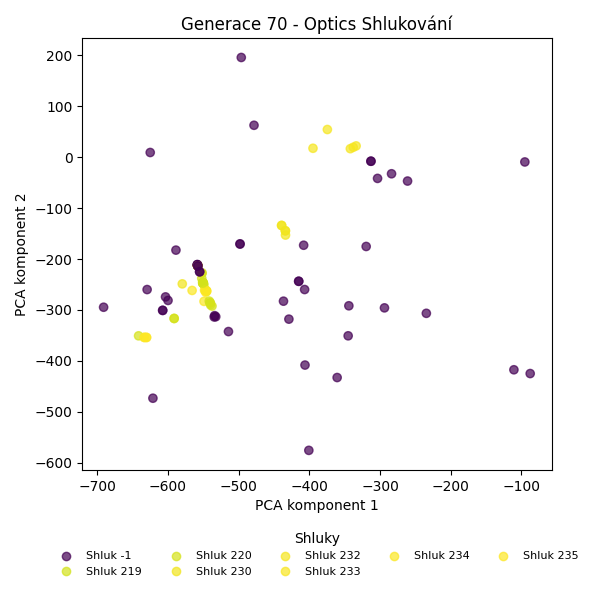 Generace 70 - Optics Shlukování
200
100
0
−100
−200
−300
−400
−500
−600
PCA komponent 2
−700 −600 −500 −400 −300 −200 −100
PCA komponent 1
Shluky
Shluk -1 Shluk 220 Shluk 232 Shluk 234 Shluk 235
Shluk 219 Shluk 230 Shluk 233